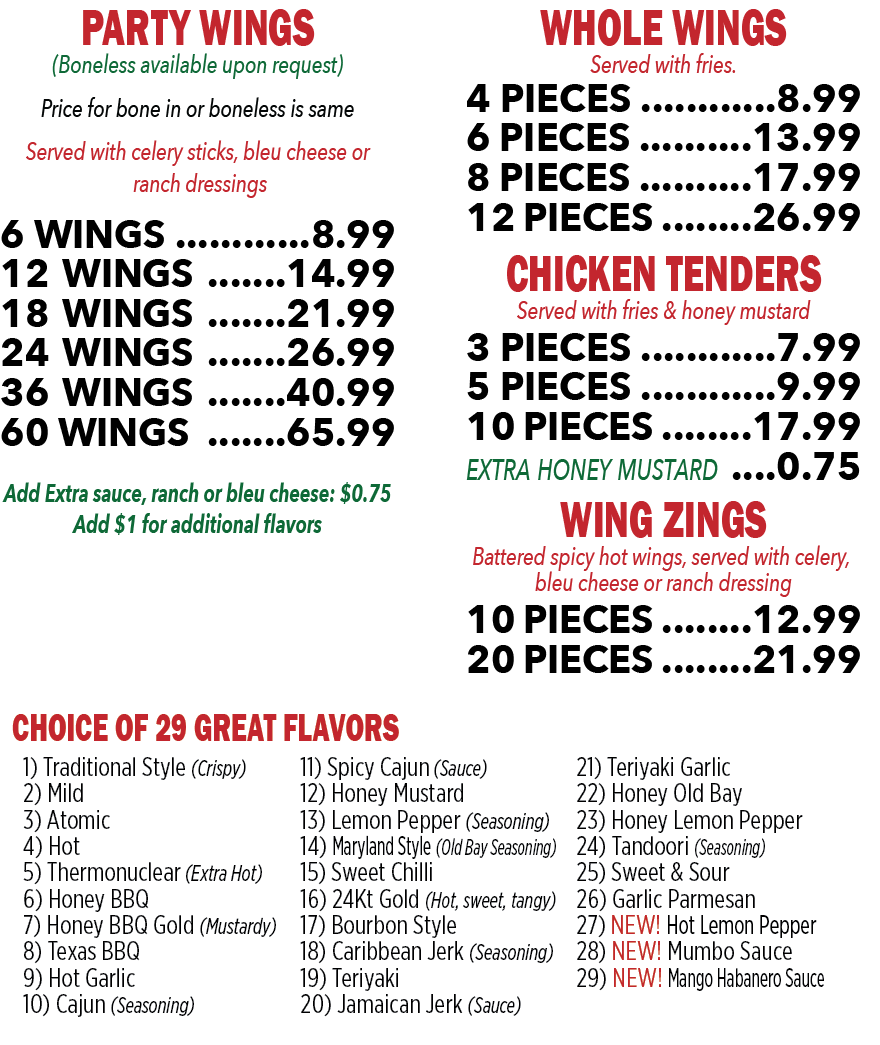 PARTY WINGS
(Boneless available upon request)
Price for bone in or boneless is same
Served with celery sticks, bleu cheese or
ranch dressings
6 WINGS ............8.99
12 WINGS .......14.99
18 WINGS .......21.99
24 WINGS .......26.99
36 WINGS .......40.99
60 WINGS .......65.99
Add Extra sauce, ranch or bleu cheese: $0.75
Add $1 for additional flavors
WHOLE WINGS
Served with fries.
4 PIECES ............8.99
6 PIECES ..........13.99
8 PIECES ..........17.99
12 PIECES ........26.99
CHICKEN TENDERS
Served with fries & honey mustard
3 PIECES ............7.99
5 PIECES ............9.99
10 PIECES ........17.99
EXTRA HONEY MUSTARD ....0.75
WING ZINGS
Battered spicy hot wings, served with celery,
bleu cheese or ranch dressing
10 PIECES ........12.99
20 PIECES ........21.99
CHOICE OF 29 GREAT FLAVORS
1) Traditional Style (Crispy)
2) Mild
3) Atomic
4) Hot
5) Thermonuclear (Extra Hot)
6) Honey BBQ
7) Honey BBQ Gold (Mustardy)
8) Texas BBQ
9) Hot Garlic
10) Cajun (Seasoning)
11) Spicy Cajun (Sauce)
12) Honey Mustard
13) Lemon Pepper (Seasoning)
14) Maryland Style (Old Bay Seasoning)
15) Sweet Chilli
16) 24Kt Gold (Hot, sweet, tangy)
17) Bourbon Style
18) Caribbean Jerk (Seasoning)
19) Teriyaki
20) Jamaican Jerk (Sauce)
21) Teriyaki Garlic
22) Honey Old Bay
23) Honey Lemon Pepper
24) Tandoori (Seasoning)
25) Sweet & Sour
26) Garlic Parmesan
27) NEW! Hot Lemon Pepper
28) NEW! Mumbo Sauce
29) NEW! Mango Habanero Sauce